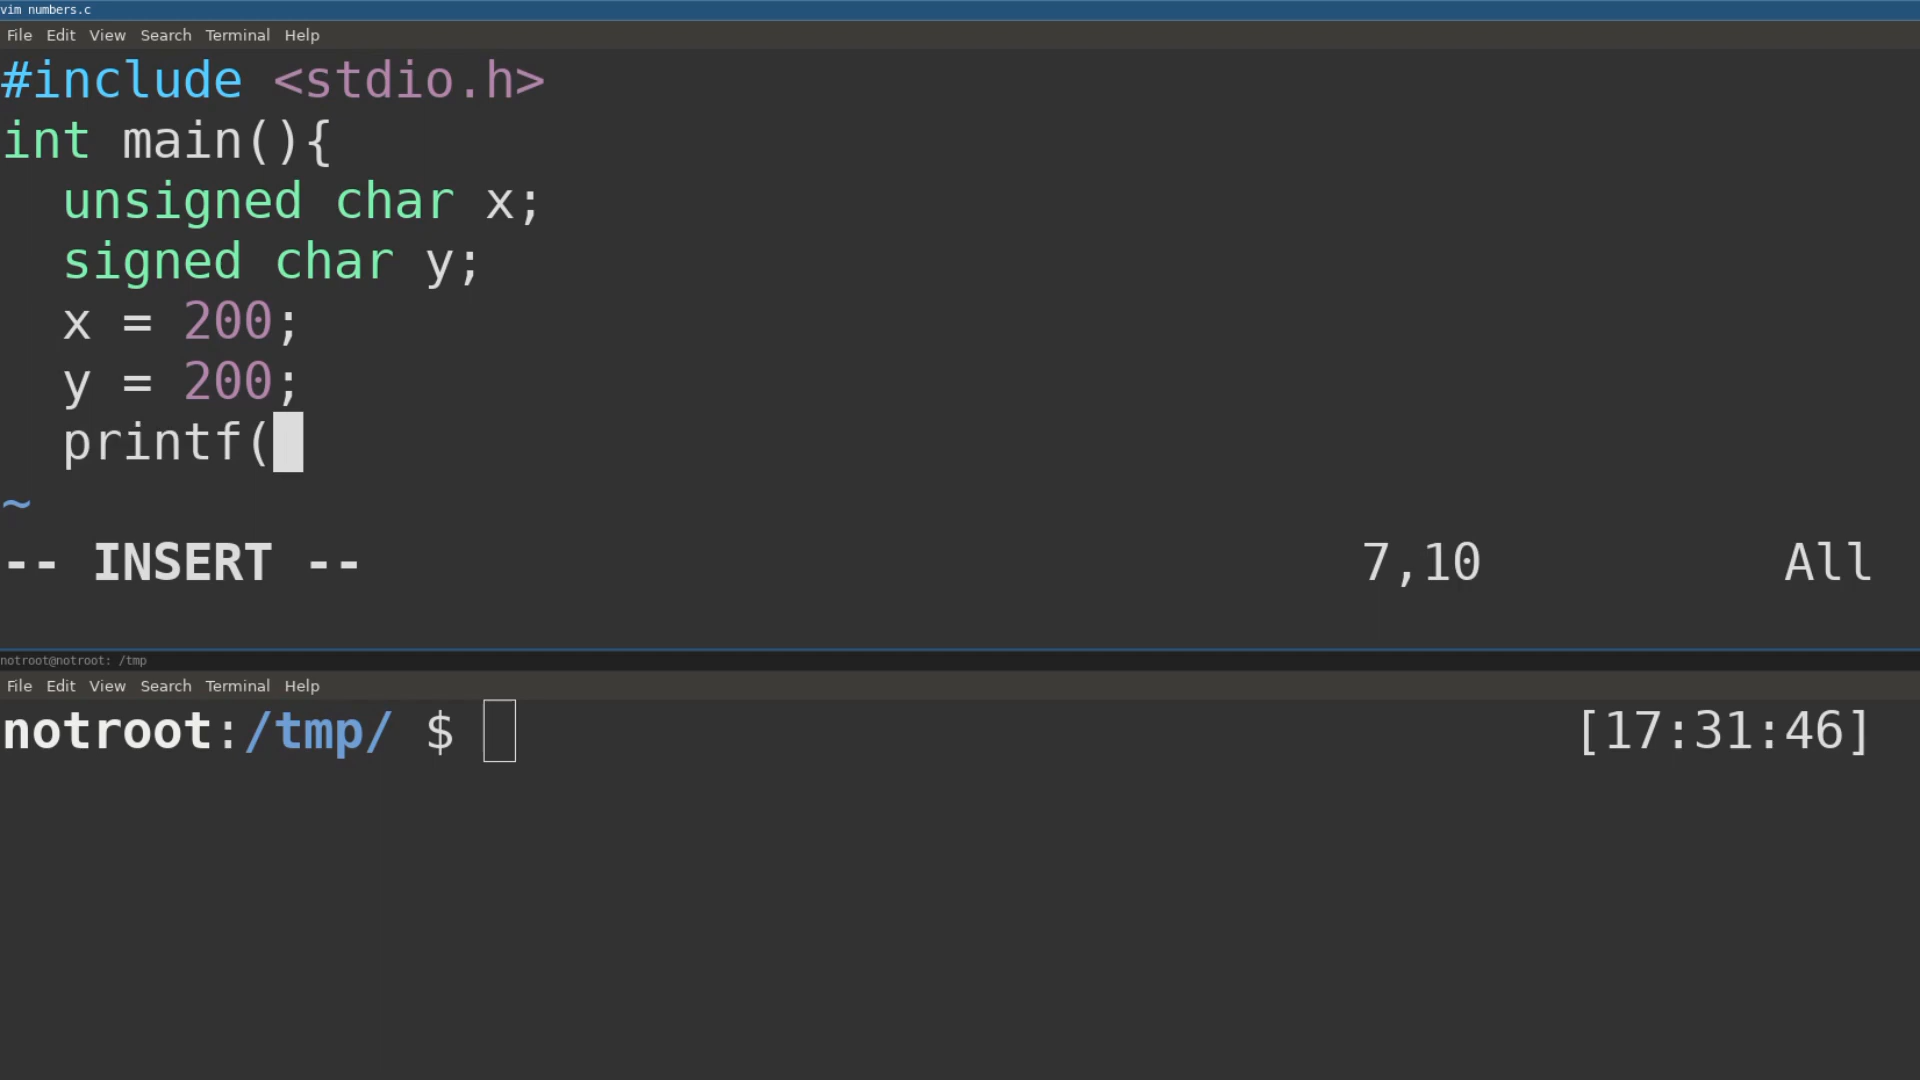 vim numbers.c
File Edit View Search Terminal Help
#include <stdio.h>
int main(){
  unsigned char x;
  signed char y;
  x = 200;
  y = 200;
  printf(
~
-- INSERT -- 7,10 All
notroot@notroot: /tmp
File Edit View Search Terminal Help
notroot:/tmp/ $ [17:31:46]